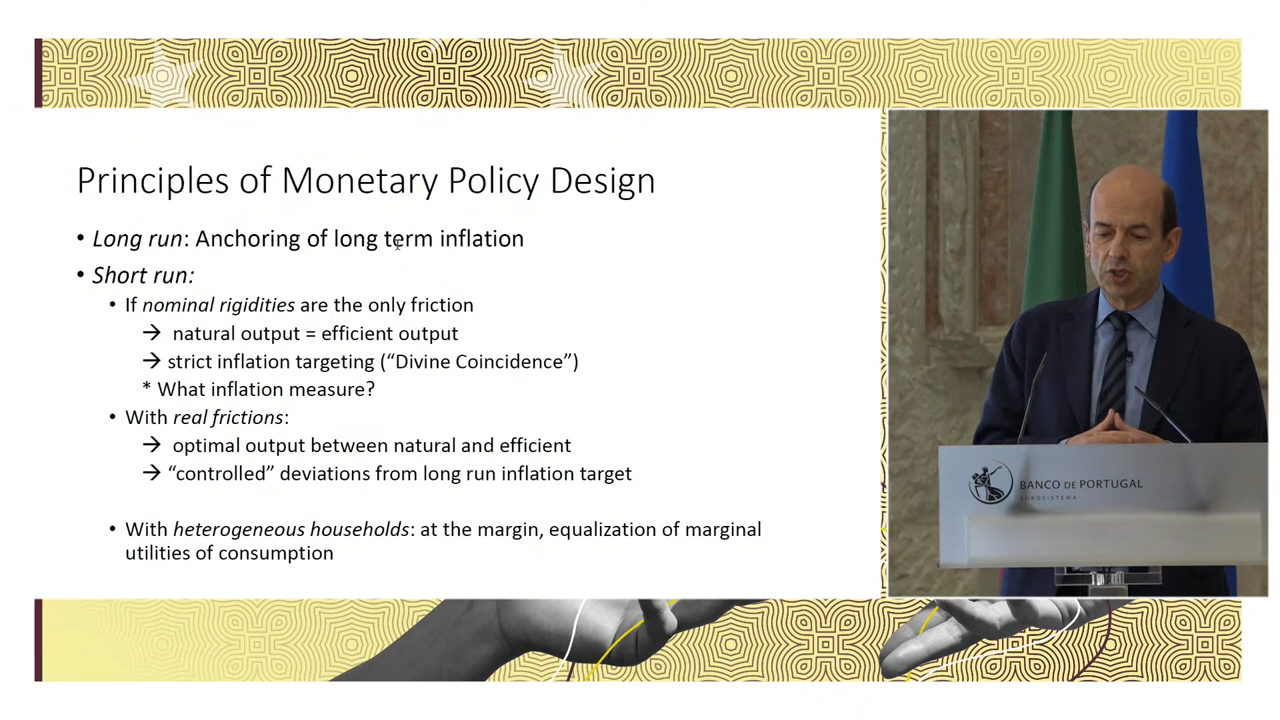 Principles of Monetary Policy Design
• Long run: Anchoring of long term inflation
• Short run:
• If nominal rigidities are the only friction
→ natural output = efficient output
→ strict inflation targeting (“Divine Coincidence”)
* What inflation measure?
• With real frictions:
→ optimal output between natural and efficient
→ “controlled” deviations from long run inflation target
• With heterogeneous households: at the margin, equalization of marginal
utilities of consumption
BANCO DE PORTUGAL
EUROSISTEMA